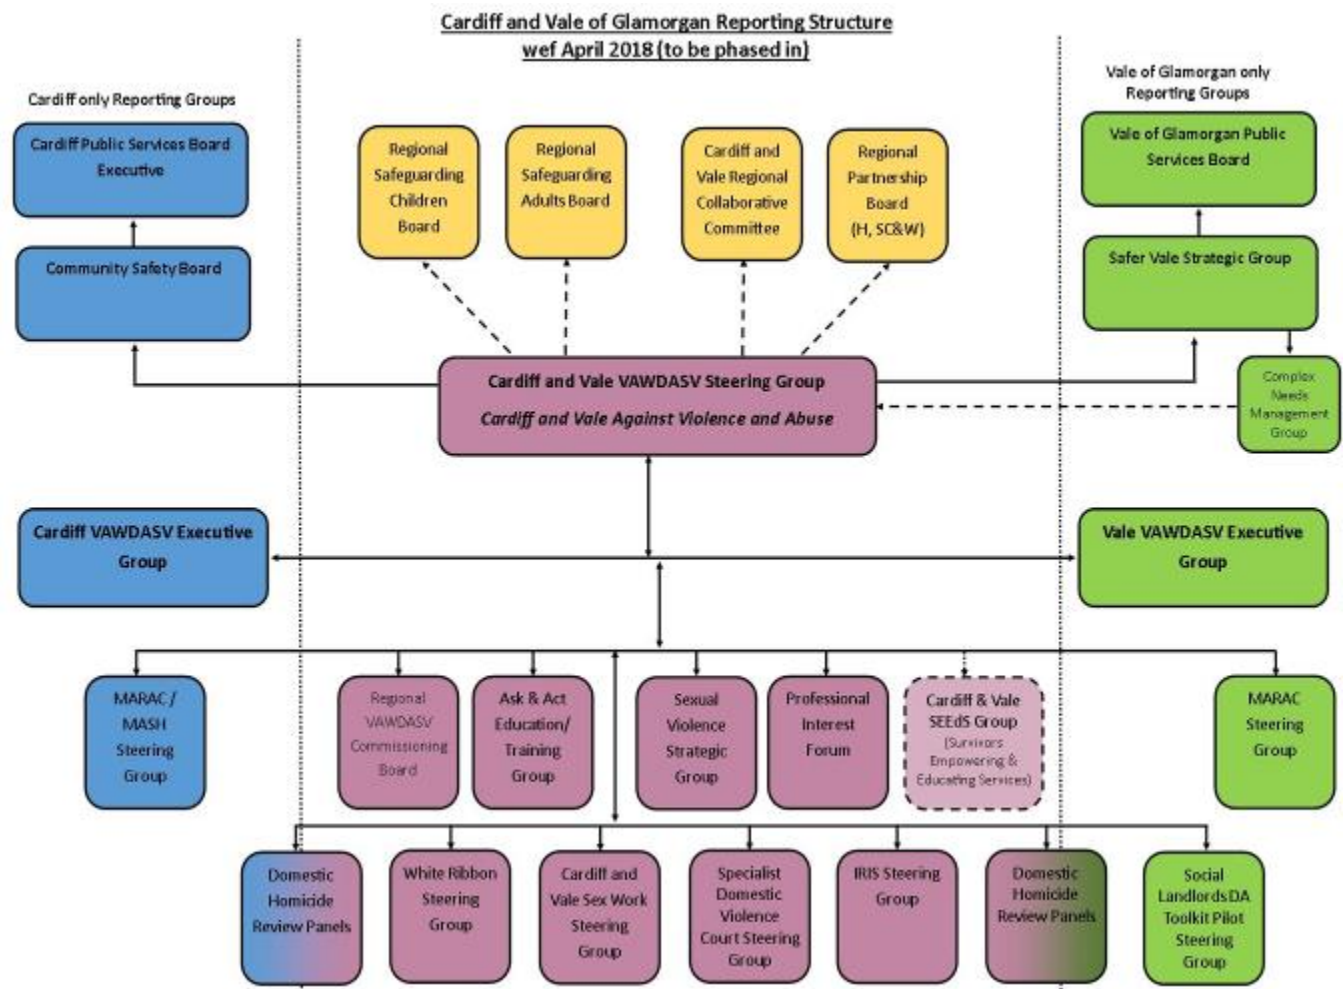 Cardiff and Vale of Glamorgan Reporting Structure
wef April 2018 (to be phased in)
Cardiff only Reporting Groups
Vale of Glamorgan only
Reporting Groups
Cardiff Public Services Board
Executive
Community Safety Board
Regional
Safeguarding
Children
Board
Regional
Safeguarding
Adults Board
Cardiff and
Vale Regional
Collaborative
Committee
Regional
Partnership
Board
(H, SC&W)
Vale of Glamorgan Public
Services Board
Safer Vale Strategic Group
Complex
Needs
Management
Group
Cardiff and Vale VAWDASV Steering Group
Cardiff and Vale Against Violence and Abuse
Cardiff VAWDASV Executive
Group
Vale VAWDASV Executive
Group
MARAC /
MASH
Steering
Group
Regional
VAWDASV
Commissioning
Board
Ask & Act
Education/
Training
Group
Sexual
Violence
Strategic
Group
Professional
Interest
Forum
Cardiff & Vale
SEEdS Group
(Survivors
Empowering &
Educating Services)
MARAC
Steering
Group
Domestic
Homicide
Review Panels
White Ribbon
Steering
Group
Cardiff and
Vale Sex Work
Steering
Group
Specialist
Domestic
Violence
Court Steering
Group
IRIS Steering
Group
Domestic
Homicide
Review Panels
Social
Landlords DA
Toolkit Pilot
Steering
Group